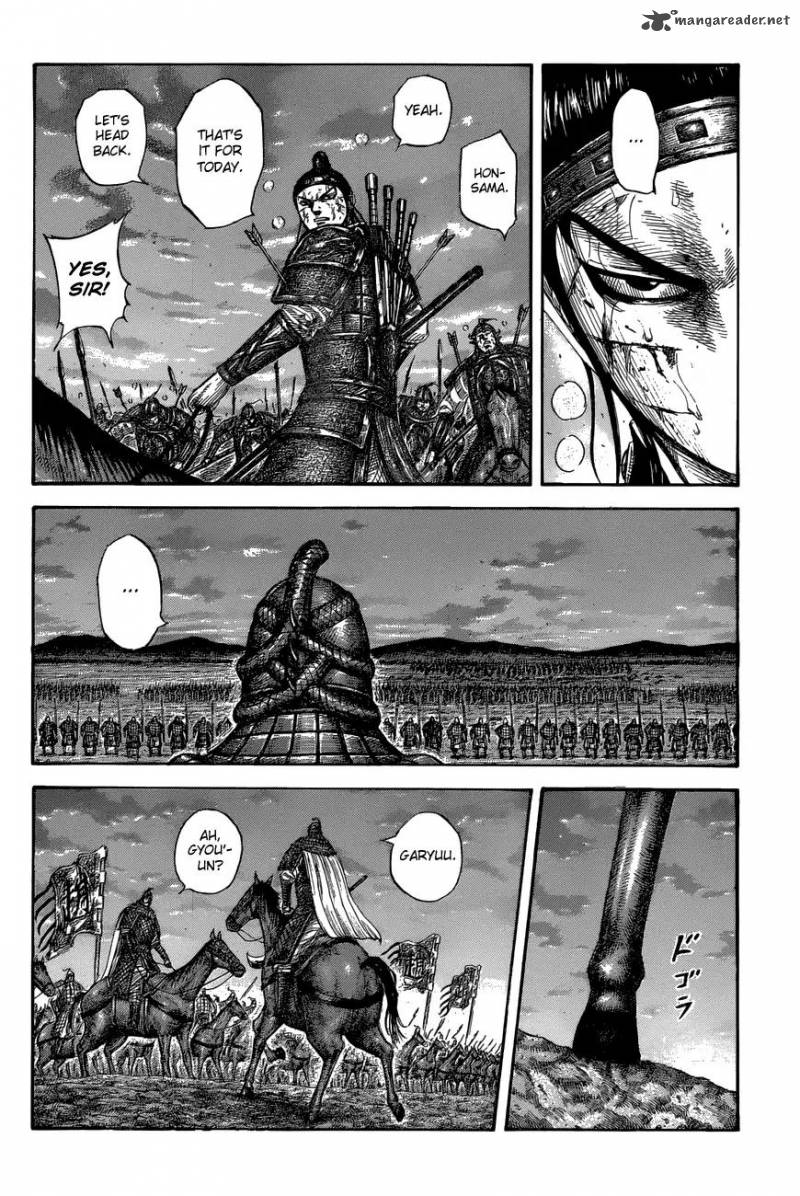 mangareader.net
...
HON-
SAMA.
YEAH.
THAT'S
IT FOR
TODAY.
LET'S
HEAD
BACK.
YES,
SIR!
...
ドゴラ
GARYUU.
AH,
GYOU'-
UN?